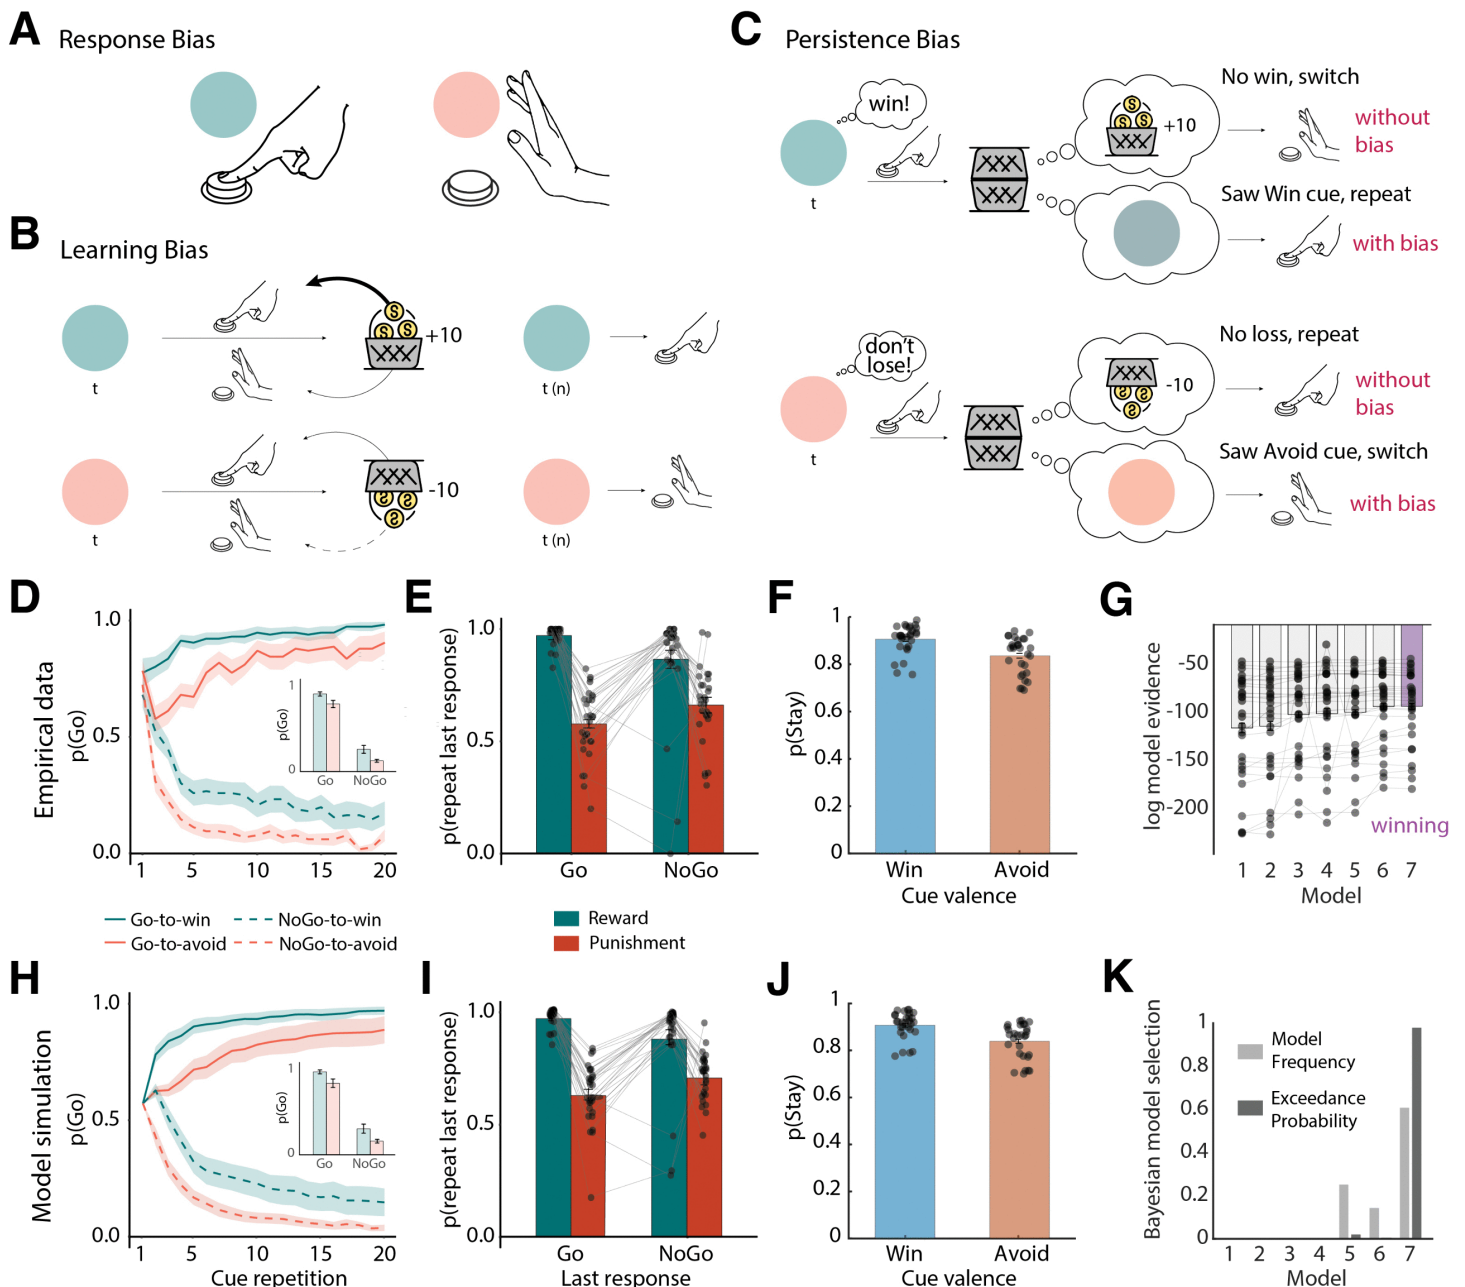 A
Response Bias
B
Learning Bias
t
+10
t (n)
t
-10
t (n)
C
Persistence Bias
win!
t
+10
No win, switch
without
bias
Saw Win cue, repeat
with bias
don't
lose!
t
-10
No loss, repeat
without
bias
Saw Avoid cue, switch
with bias
D
Empirical data
p(Go)
1.0
0.5
0.0
1 5 10 15 20
p(Go)
1
0
Go NoGo
Go-to-win NoGo-to-win
Go-to-avoid NoGo-to-avoid
E
p(repeat last response)
1.0
0.5
0.0
Go NoGo
Reward
Punishment
F
p(Stay)
1
0.8
0.6
0.4
0.2
0
Win Avoid
Cue valence
G
log model evidence
-50
-100
-150
-200
winning
1 2 3 4 5 6 7
Model
H
Model simulation
p(Go)
1.0
0.5
0.0
1 5 10 15 20
Cue repetition
p(Go)
1
0
Go NoGo
I
p(repeat last response)
1.0
0.5
0.0
Go NoGo
Last response
J
p(Stay)
1
0.8
0.6
0.4
0.2
0
Win Avoid
Cue valence
K
Bayesian model selection
1
0.8
0.6
0.4
0.2
0
Model
Frequency
Exceedance
Probability
1 2 3 4 5 6 7
Model